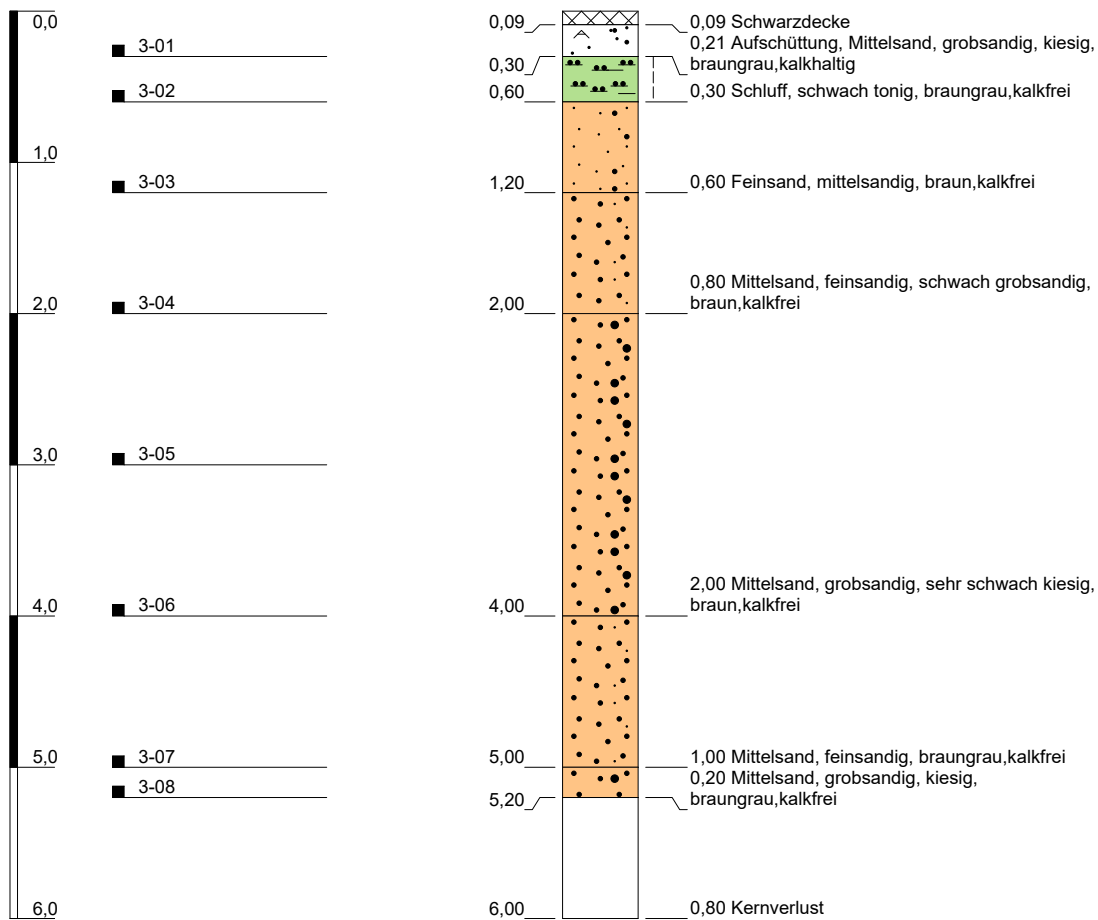 0,0
0,09
0,09 Schwarzdecke
3-01
0,30
0,21 Aufschüttung, Mittelsand, grobsandig, kiesig,
braungrau,kalkhaltig
3-02
0,60
0,30 Schluff, schwach tonig, braungrau,kalkfrei
1,0
3-03
1,20
0,60 Feinsand, mittelsandig, braun,kalkfrei
2,0
3-04
2,00
0,80 Mittelsand, feinsandig, schwach grobsandig,
braun,kalkfrei
3,0
3-05
4,0
3-06
4,00
2,00 Mittelsand, grobsandig, sehr schwach kiesig,
braun,kalkfrei
5,0
3-07
5,00
1,00 Mittelsand, feinsandig, braungrau,kalkfrei
3-08
5,20
0,20 Mittelsand, grobsandig, kiesig,
braungrau,kalkfrei
6,0
6,00
0,80 Kernverlust